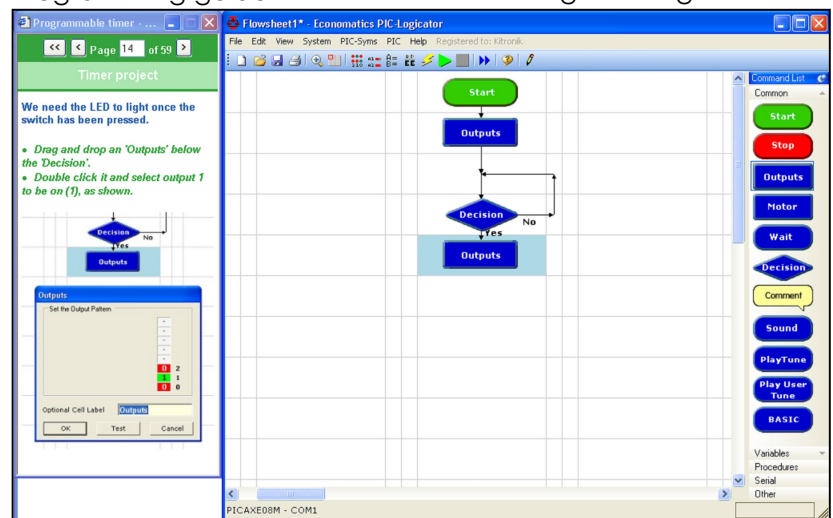 Programmable timer - ...
<< < Page 14 of 59 >
Timer project
We need the LED to light once the
switch has been pressed.
• Drag and drop an 'Outputs' below
the 'Decision'.
• Double click it and select output 1
to be on (1), as shown.
Decision
No
Yes
Outputs
Outputs
Set the Output Pattern
-
-
-
-
-
0 2
1 1
0 0
Optional Cell Label Outputs
OK Test Cancel
Flowsheet1* - Economatics PIC-Logicator
File Edit View System PIC-Syms PIC Help Registered to: Kitronik
Start
Outputs
Decision
No
Yes
Outputs
PICAXE08M - COM1
Command List
Common
Start
Stop
Outputs
Motor
Wait
Decision
Comment
Sound
PlayTune
Play User
Tune
BASIC
Variables
Procedures
Serial
Other